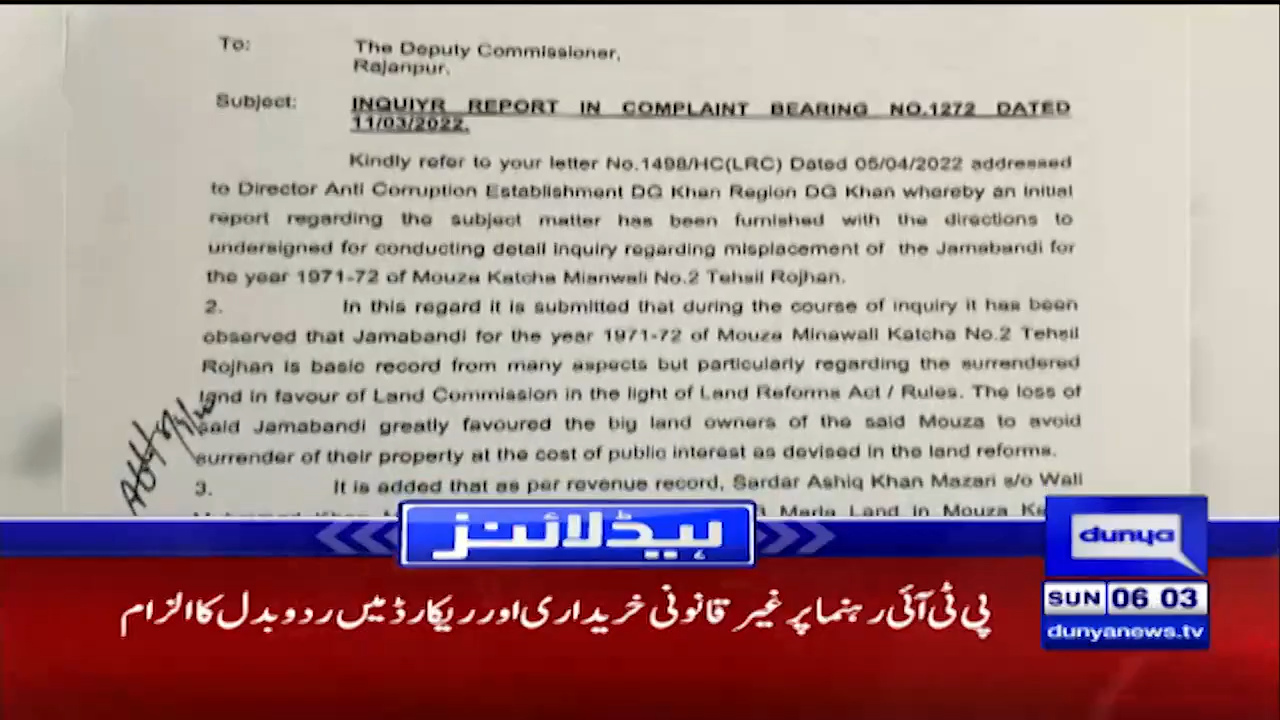 To: The Deputy Commissioner,
Rajanpur.
Subject: INQUIYR REPORT IN COMPLAINT BEARING NO.1272 DATED
11/03/2022.
Kindly refer to your letter No.1498/HC(LRC) Dated 05/04/2022 addressed
to Director Anti Corruption Establishment DG Khan Region DG Khan whereby an initial
report regarding the subject matter has been furnished with the directions to
undersigned for conducting detail inquiry regarding misplacement of the Jamabandi for
the year 1971-72 of Mouza Katcha Mianwali No.2 Tehsil Rojhan.
2. In this regard it is submitted that during the course of inquiry it has been
observed that Jamabandi for the year 1971-72 of Mouza Minawali Katcha No.2 Tehsil
Rojhan is basic record from many aspects but particularly regarding the surrendered
land in favour of Land Commission in the light of Land Reforms Act / Rules. The loss of
said Jamabandi greatly favoured the big land owners of the said Mouza to avoid
surrender of their property at the cost of public interest as devised in the land reforms.
3. It is added that as per revenue record, Sardar Ashiq Khan Mazari s/o Wali
Marla Land in Mouza
ہیڈلائنز
dunya
پی ٹی آئی رہنما پر غیر قانونی خریداری اور ریکارڈ میں ردوبدل کا الزام
SUN 06 03
dunyanews.tv